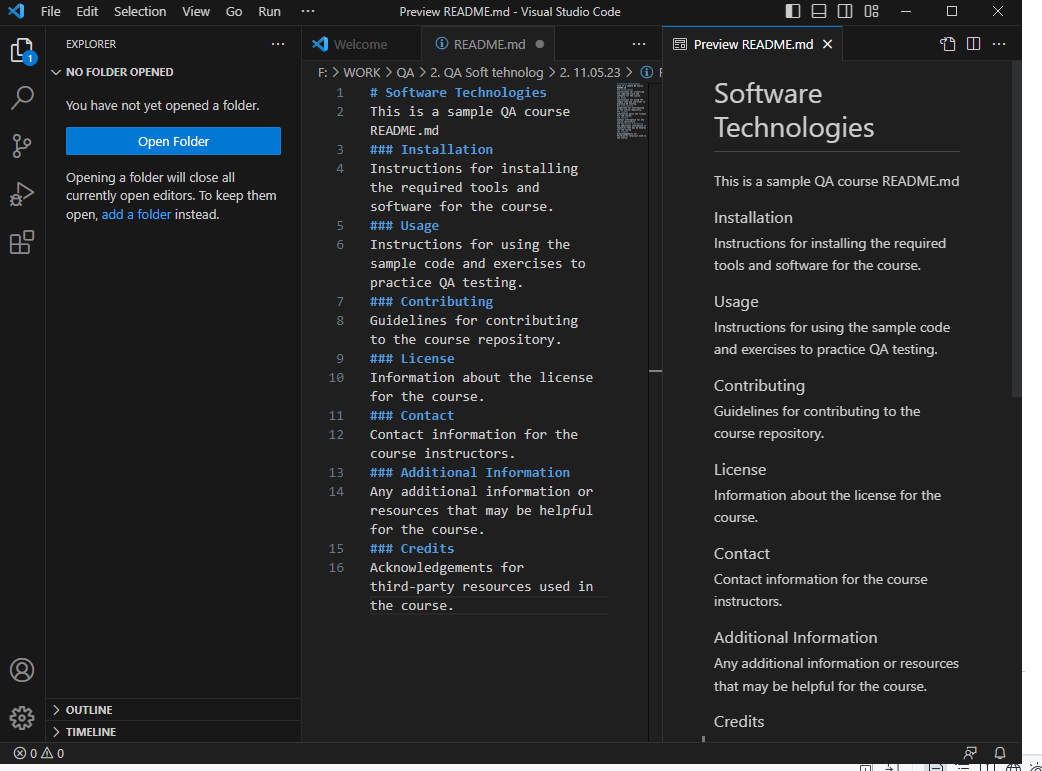 File Edit Selection View Go Run ··· Preview README.md - Visual Studio Code
EXPLORER ···
1
NO FOLDER OPENED
You have not yet opened a folder.
Open Folder
Opening a folder will close all
currently open editors. To keep them
open, add a folder instead.
OUTLINE
TIMELINE
Welcome README.md ···
F: > WORK > QA > 2. QA Soft tehnolog > 2. 11.05.23 >
1 # Software Technologies
2 This is a sample QA course
README.md
3 ### Installation
4 Instructions for installing
the required tools and
software for the course.
5 ### Usage
6 Instructions for using the
sample code and exercises to
practice QA testing.
7 ### Contributing
8 Guidelines for contributing
to the course repository.
9 ### License
10 Information about the license
for the course.
11 ### Contact
12 Contact information for the
course instructors.
13 ### Additional Information
14 Any additional information or
resources that may be helpful
for the course.
15 ### Credits
16 Acknowledgements for
third-party resources used in
the course.
Preview README.md ···
Software
Technologies
This is a sample QA course README.md
Installation
Instructions for installing the required
tools and software for the course.
Usage
Instructions for using the sample code
and exercises to practice QA testing.
Contributing
Guidelines for contributing to the
course repository.
License
Information about the license for the
course.
Contact
Contact information for the course
instructors.
Additional Information
Any additional information or resources
that may be helpful for the course.
Credits
0 0